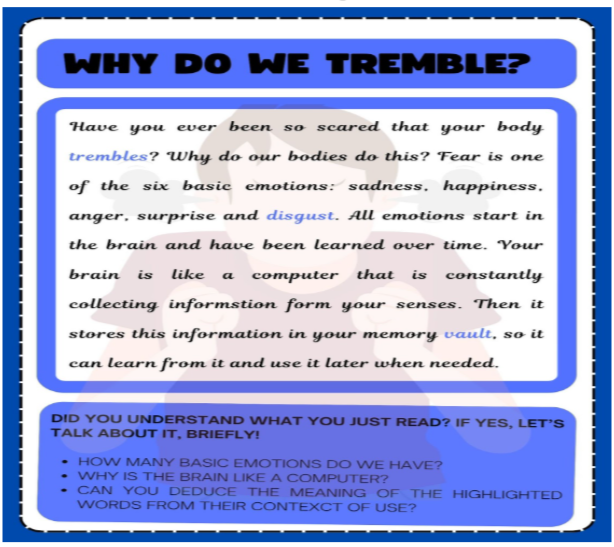 WHY DO WE TREMBLE?
Have you ever been so scared that your body
trembles? Why do our bodies do this? Fear is one
of the six basic emotions: sadness, happiness,
anger, surprise and disgust. All emotions start in
the brain and have been learned over time. Your
brain is like a computer that is constantly
collecting informstion form your senses. Then it
stores this information in your memory vault, so it
can learn from it and use it later when needed.
DID YOU UNDERSTAND WHAT YOU JUST READ? IF YES, LET'S
TALK ABOUT IT, BRIEFLY!
• HOW MANY BASIC EMOTIONS DO WE HAVE?
• WHY IS THE BRAIN LIKE A COMPUTER?
• CAN YOU DEDUCE THE MEANING OF THE HIGHLIGHTED
WORDS FROM THEIR CONTEXCT OF USE?